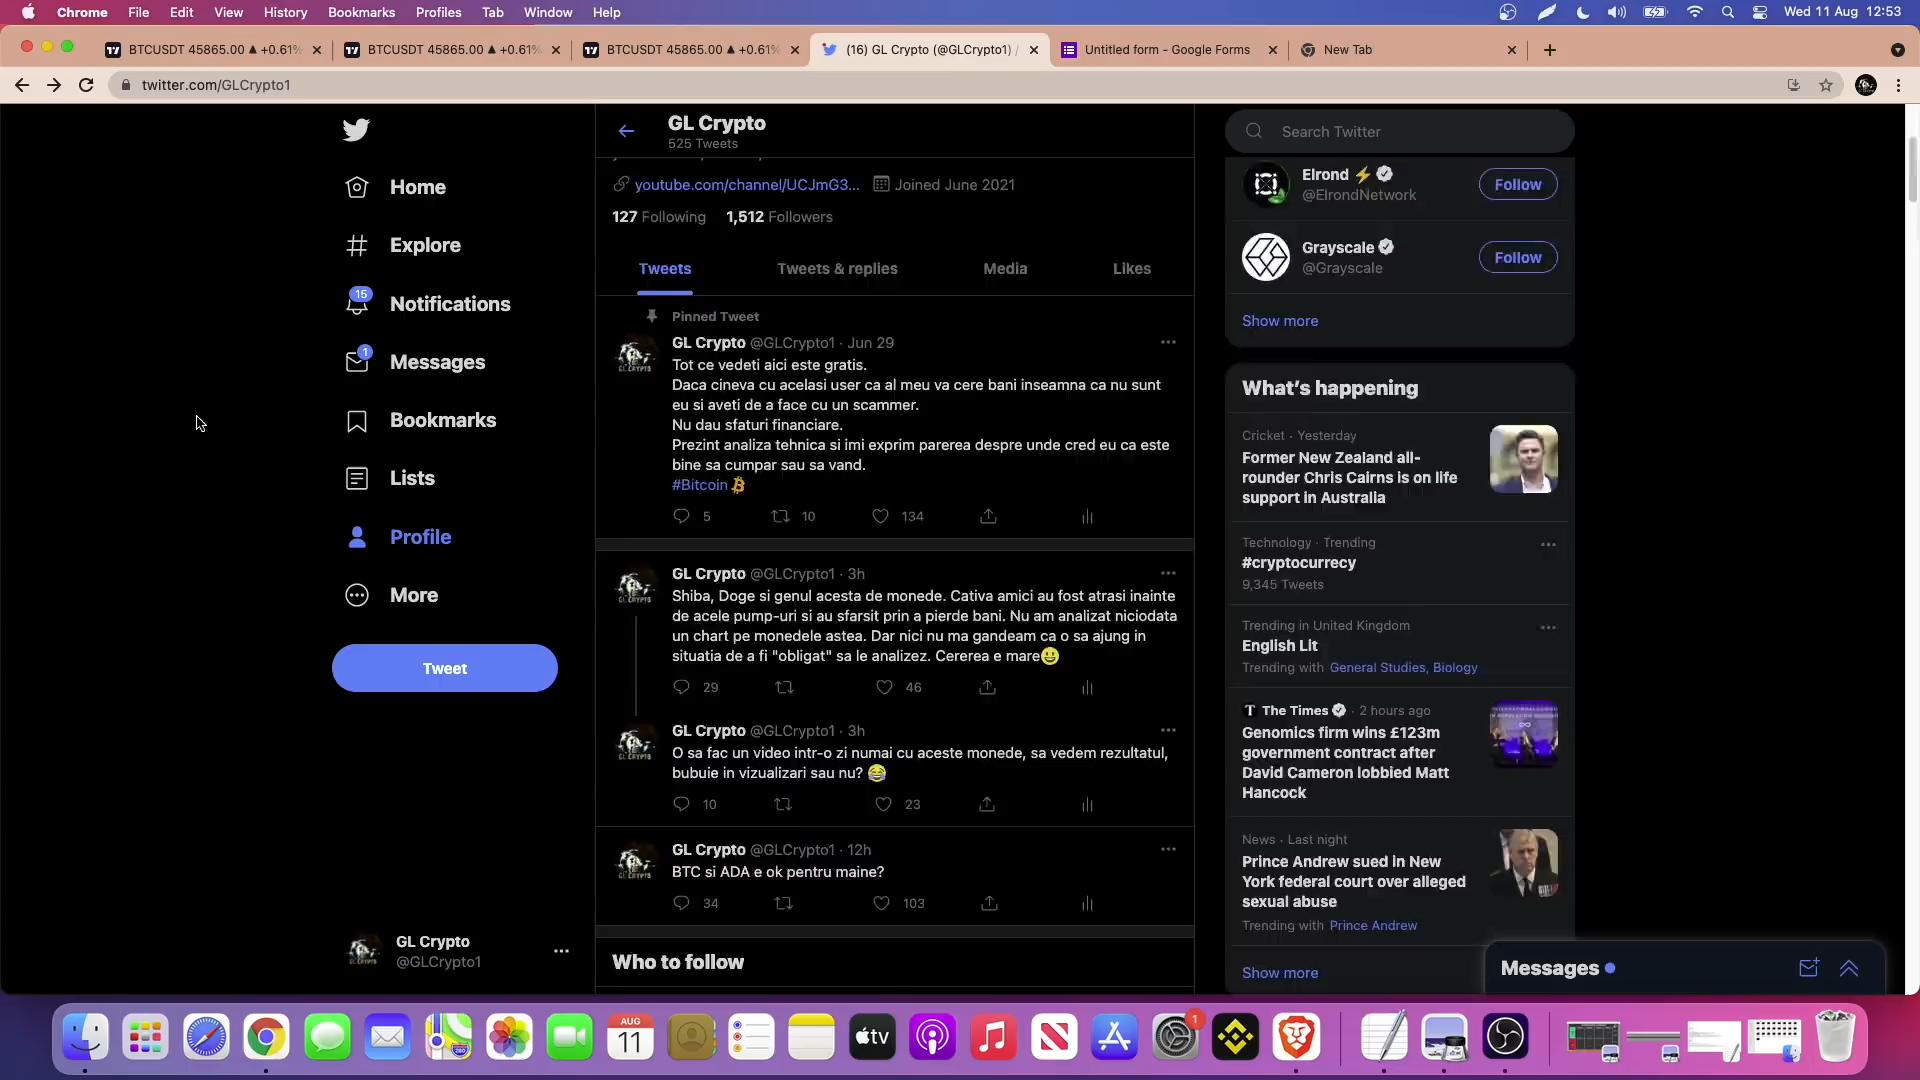 Chrome File Edit View History Bookmarks Profiles Tab Window Help
Wed 11 Aug 12:53
BTCUSDT 45865.00 ▲ +0.61%
BTCUSDT 45865.00 ▲ +0.61%
BTCUSDT 45865.00 ▲ +0.61%
(16) GL Crypto (@GLCrypto1) /
Untitled form - Google Forms
New Tab
twitter.com/GLCrypto1
Home
Explore
15
Notifications
1
Messages
Bookmarks
Lists
Profile
More
Tweet
GL Crypto
@GLCrypto1
GL Crypto
525 Tweets
youtube.com/channel/UCJmG3... Joined June 2021
127 Following 1,512 Followers
Tweets Tweets & replies Media Likes
Pinned Tweet
GL Crypto @GLCrypto1 · Jun 29
Tot ce vedeti aici este gratis.
Daca cineva cu acelasi user ca al meu va cere bani inseamna ca nu sunt
eu si aveti de a face cu un scammer.
Nu dau sfaturi financiare.
Prezint analiza tehnica si imi exprim parerea despre unde cred eu ca este
bine sa cumpar sau sa vand.
#Bitcoin
5 10 134
GL Crypto @GLCrypto1 · 3h
Shiba, Doge si genul acesta de monede. Cativa amici au fost atrasi inainte
de acele pump-uri si au sfarsit prin a pierde bani. Nu am analizat niciodata
un chart pe monedele astea. Dar nici nu ma gandeam ca o sa ajung in
situatia de a fi "obligat" sa le analizez. Cererea e mare😃
29 46
GL Crypto @GLCrypto1 · 3h
O sa fac un video intr-o zi numai cu aceste monede, sa vedem rezultatul,
bubuie in vizualizari sau nu? 😂
10 23
GL Crypto @GLCrypto1 · 12h
BTC si ADA e ok pentru maine?
34 103
Who to follow
Search Twitter
Elrond ⚡
@ElrondNetwork
Follow
Grayscale
@Grayscale
Follow
Show more
What's happening
Cricket · Yesterday
Former New Zealand all-
rounder Chris Cairns is on life
support in Australia
Technology · Trending
#cryptocurrecy
9,345 Tweets
Trending in United Kingdom
English Lit
Trending with General Studies, Biology
The Times · 2 hours ago
Genomics firm wins £123m
government contract after
David Cameron lobbied Matt
Hancock
News · Last night
Prince Andrew sued in New
York federal court over alleged
sexual abuse
Trending with Prince Andrew
Show more
Messages
AUG
11
tv
1